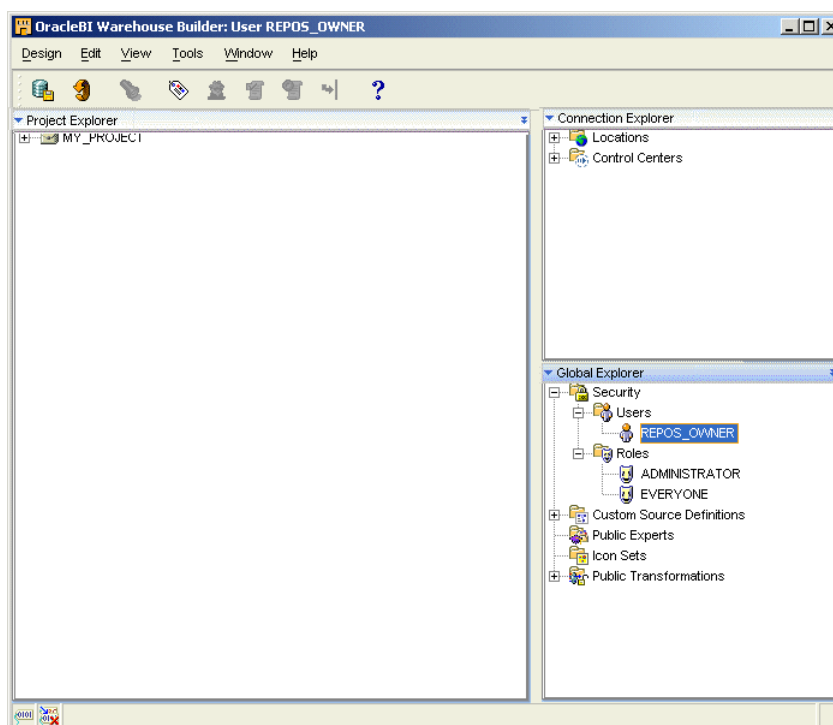 OracleBI Warehouse Builder: User REPOS_OWNER
Design Edit View Tools Window Help
?
Project Explorer
MY_PROJECT
Connection Explorer
Locations
Control Centers
Global Explorer
Security
Users
REPOS_OWNER
Roles
ADMINISTRATOR
EVERYONE
Custom Source Definitions
Public Experts
Icon Sets
Public Transformations